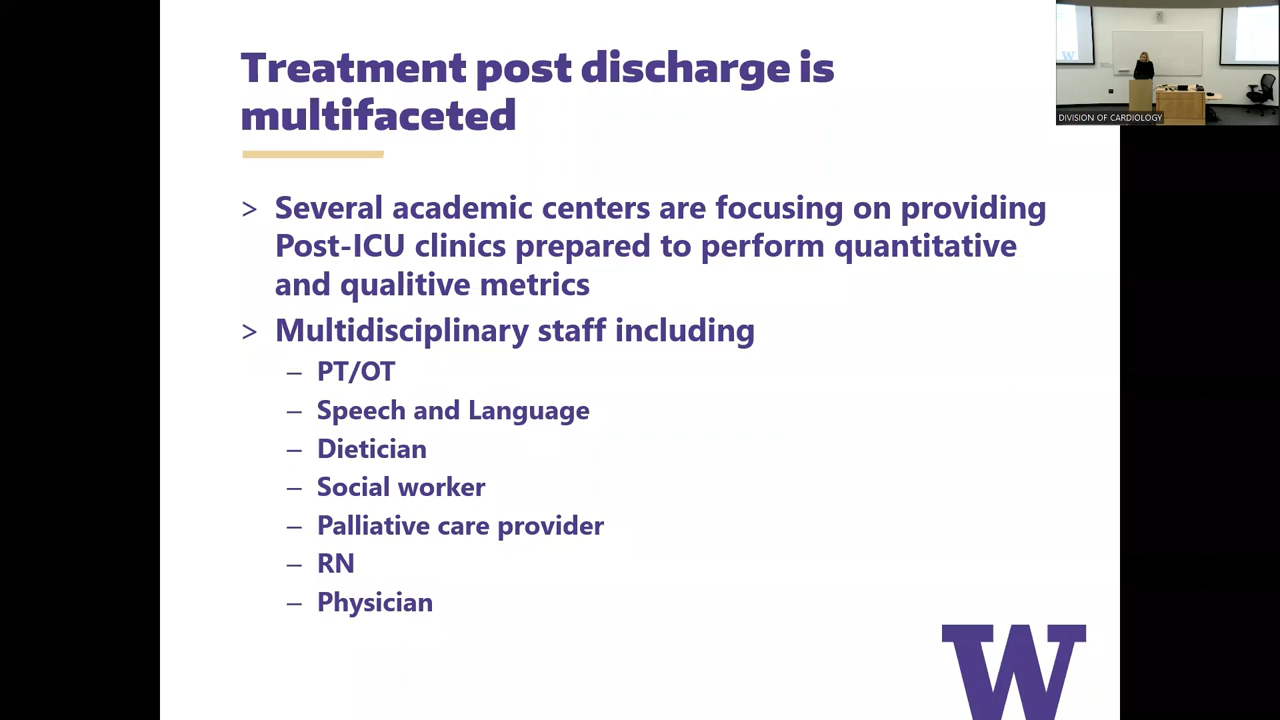 Treatment post discharge is
multifaceted
> Several academic centers are focusing on providing
Post-ICU clinics prepared to perform quantitative
and qualitive metrics
> Multidisciplinary staff including
– PT/OT
– Speech and Language
– Dietician
– Social worker
– Palliative care provider
– RN
– Physician
W
DIVISION OF CARDIOLOGY